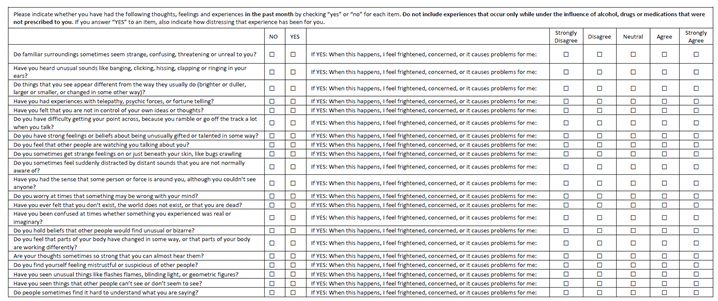 Please indicate whether you have had the following thoughts, feelings and experiences in the past month by checking "yes" or "no" for each item. Do not include experiences that occur only while under the influence of alcohol, drugs or medications that were
not prescribed to you. If you answer "YES" to an item, also indicate how distressing that experience has been for you.
NO YES Strongly Disagree Disagree Neutral Agree Strongly Agree
Do familiar surroundings sometimes seem strange, confusing, threatening or unreal to you? ☐ ☐ If YES: When this happens, I feel frightened, concerned, or it causes problems for me: ☐ ☐ ☐ ☐ ☐
Have you heard unusual sounds like banging, clicking, hissing, clapping or ringing in your
ears? ☐ ☐ If YES: When this happens, I feel frightened, concerned, or it causes problems for me: ☐ ☐ ☐ ☐ ☐
Do things that you see appear different from the way they usually do (brighter or duller,
larger or smaller, or changed in some other way)? ☐ ☐ If YES: When this happens, I feel frightened, concerned, or it causes problems for me: ☐ ☐ ☐ ☐ ☐
Have you had experiences with telepathy, psychic forces, or fortune telling? ☐ ☐ If YES: When this happens, I feel frightened, concerned, or it causes problems for me: ☐ ☐ ☐ ☐ ☐
Have you felt that you are not in control of your own ideas or thoughts? ☐ ☐ If YES: When this happens, I feel frightened, concerned, or it causes problems for me: ☐ ☐ ☐ ☐ ☐
Do you have difficulty getting your point across, because you ramble or go off the track a lot
when you talk? ☐ ☐ If YES: When this happens, I feel frightened, concerned, or it causes problems for me: ☐ ☐ ☐ ☐ ☐
Do you have strong feelings or beliefs about being unusually gifted or talented in some way? ☐ ☐ If YES: When this happens, I feel frightened, concerned, or it causes problems for me: ☐ ☐ ☐ ☐ ☐
Do you feel that other people are watching you or talking about you? ☐ ☐ If YES: When this happens, I feel frightened, concerned, or it causes problems for me: ☐ ☐ ☐ ☐ ☐
Do you sometimes get strange feelings on or just beneath your skin, like bugs crawling ☐ ☐ If YES: When this happens, I feel frightened, concerned, or it causes problems for me: ☐ ☐ ☐ ☐ ☐
Do you sometimes feel suddenly distracted by distant sounds that you are not normally
aware of? ☐ ☐ If YES: When this happens, I feel frightened, concerned, or it causes problems for me: ☐ ☐ ☐ ☐ ☐
Have you had the sense that some person or force is around you, although you couldn't see
anyone? ☐ ☐ If YES: When this happens, I feel frightened, concerned, or it causes problems for me: ☐ ☐ ☐ ☐ ☐
Do you worry at times that something may be wrong with your mind? ☐ ☐ If YES: When this happens, I feel frightened, concerned, or it causes problems for me: ☐ ☐ ☐ ☐ ☐
Have you ever felt that you don't exist, the world does not exist, or that you are dead? ☐ ☐ If YES: When this happens, I feel frightened, concerned, or it causes problems for me: ☐ ☐ ☐ ☐ ☐
Have you been confused at times whether something you experienced was real or
imaginary? ☐ ☐ If YES: When this happens, I feel frightened, concerned, or it causes problems for me: ☐ ☐ ☐ ☐ ☐
Do you hold beliefs that other people would find unusual or bizarre? ☐ ☐ If YES: When this happens, I feel frightened, concerned, or it causes problems for me: ☐ ☐ ☐ ☐ ☐
Do you feel that parts of your body have changed in some way, or that parts of your body
are working differently? ☐ ☐ If YES: When this happens, I feel frightened, concerned, or it causes problems for me: ☐ ☐ ☐ ☐ ☐
Are your thoughts sometimes so strong that you can almost hear them? ☐ ☐ If YES: When this happens, I feel frightened, concerned, or it causes problems for me: ☐ ☐ ☐ ☐ ☐
Do you find yourself feeling mistrustful or suspicious of other people? ☐ ☐ If YES: When this happens, I feel frightened, concerned, or it causes problems for me: ☐ ☐ ☐ ☐ ☐
Have you seen unusual things like flashes flames, blinding light, or geometric figures? ☐ ☐ If YES: When this happens, I feel frightened, concerned, or it causes problems for me: ☐ ☐ ☐ ☐ ☐
Have you seen things that other people can't see or don't seem to see? ☐ ☐ If YES: When this happens, I feel frightened, concerned, or it causes problems for me: ☐ ☐ ☐ ☐ ☐
Do people sometimes find it hard to understand what you are saying? ☐ ☐ If YES: When this happens, I feel frightened, concerned, or it causes problems for me: ☐ ☐ ☐ ☐ ☐